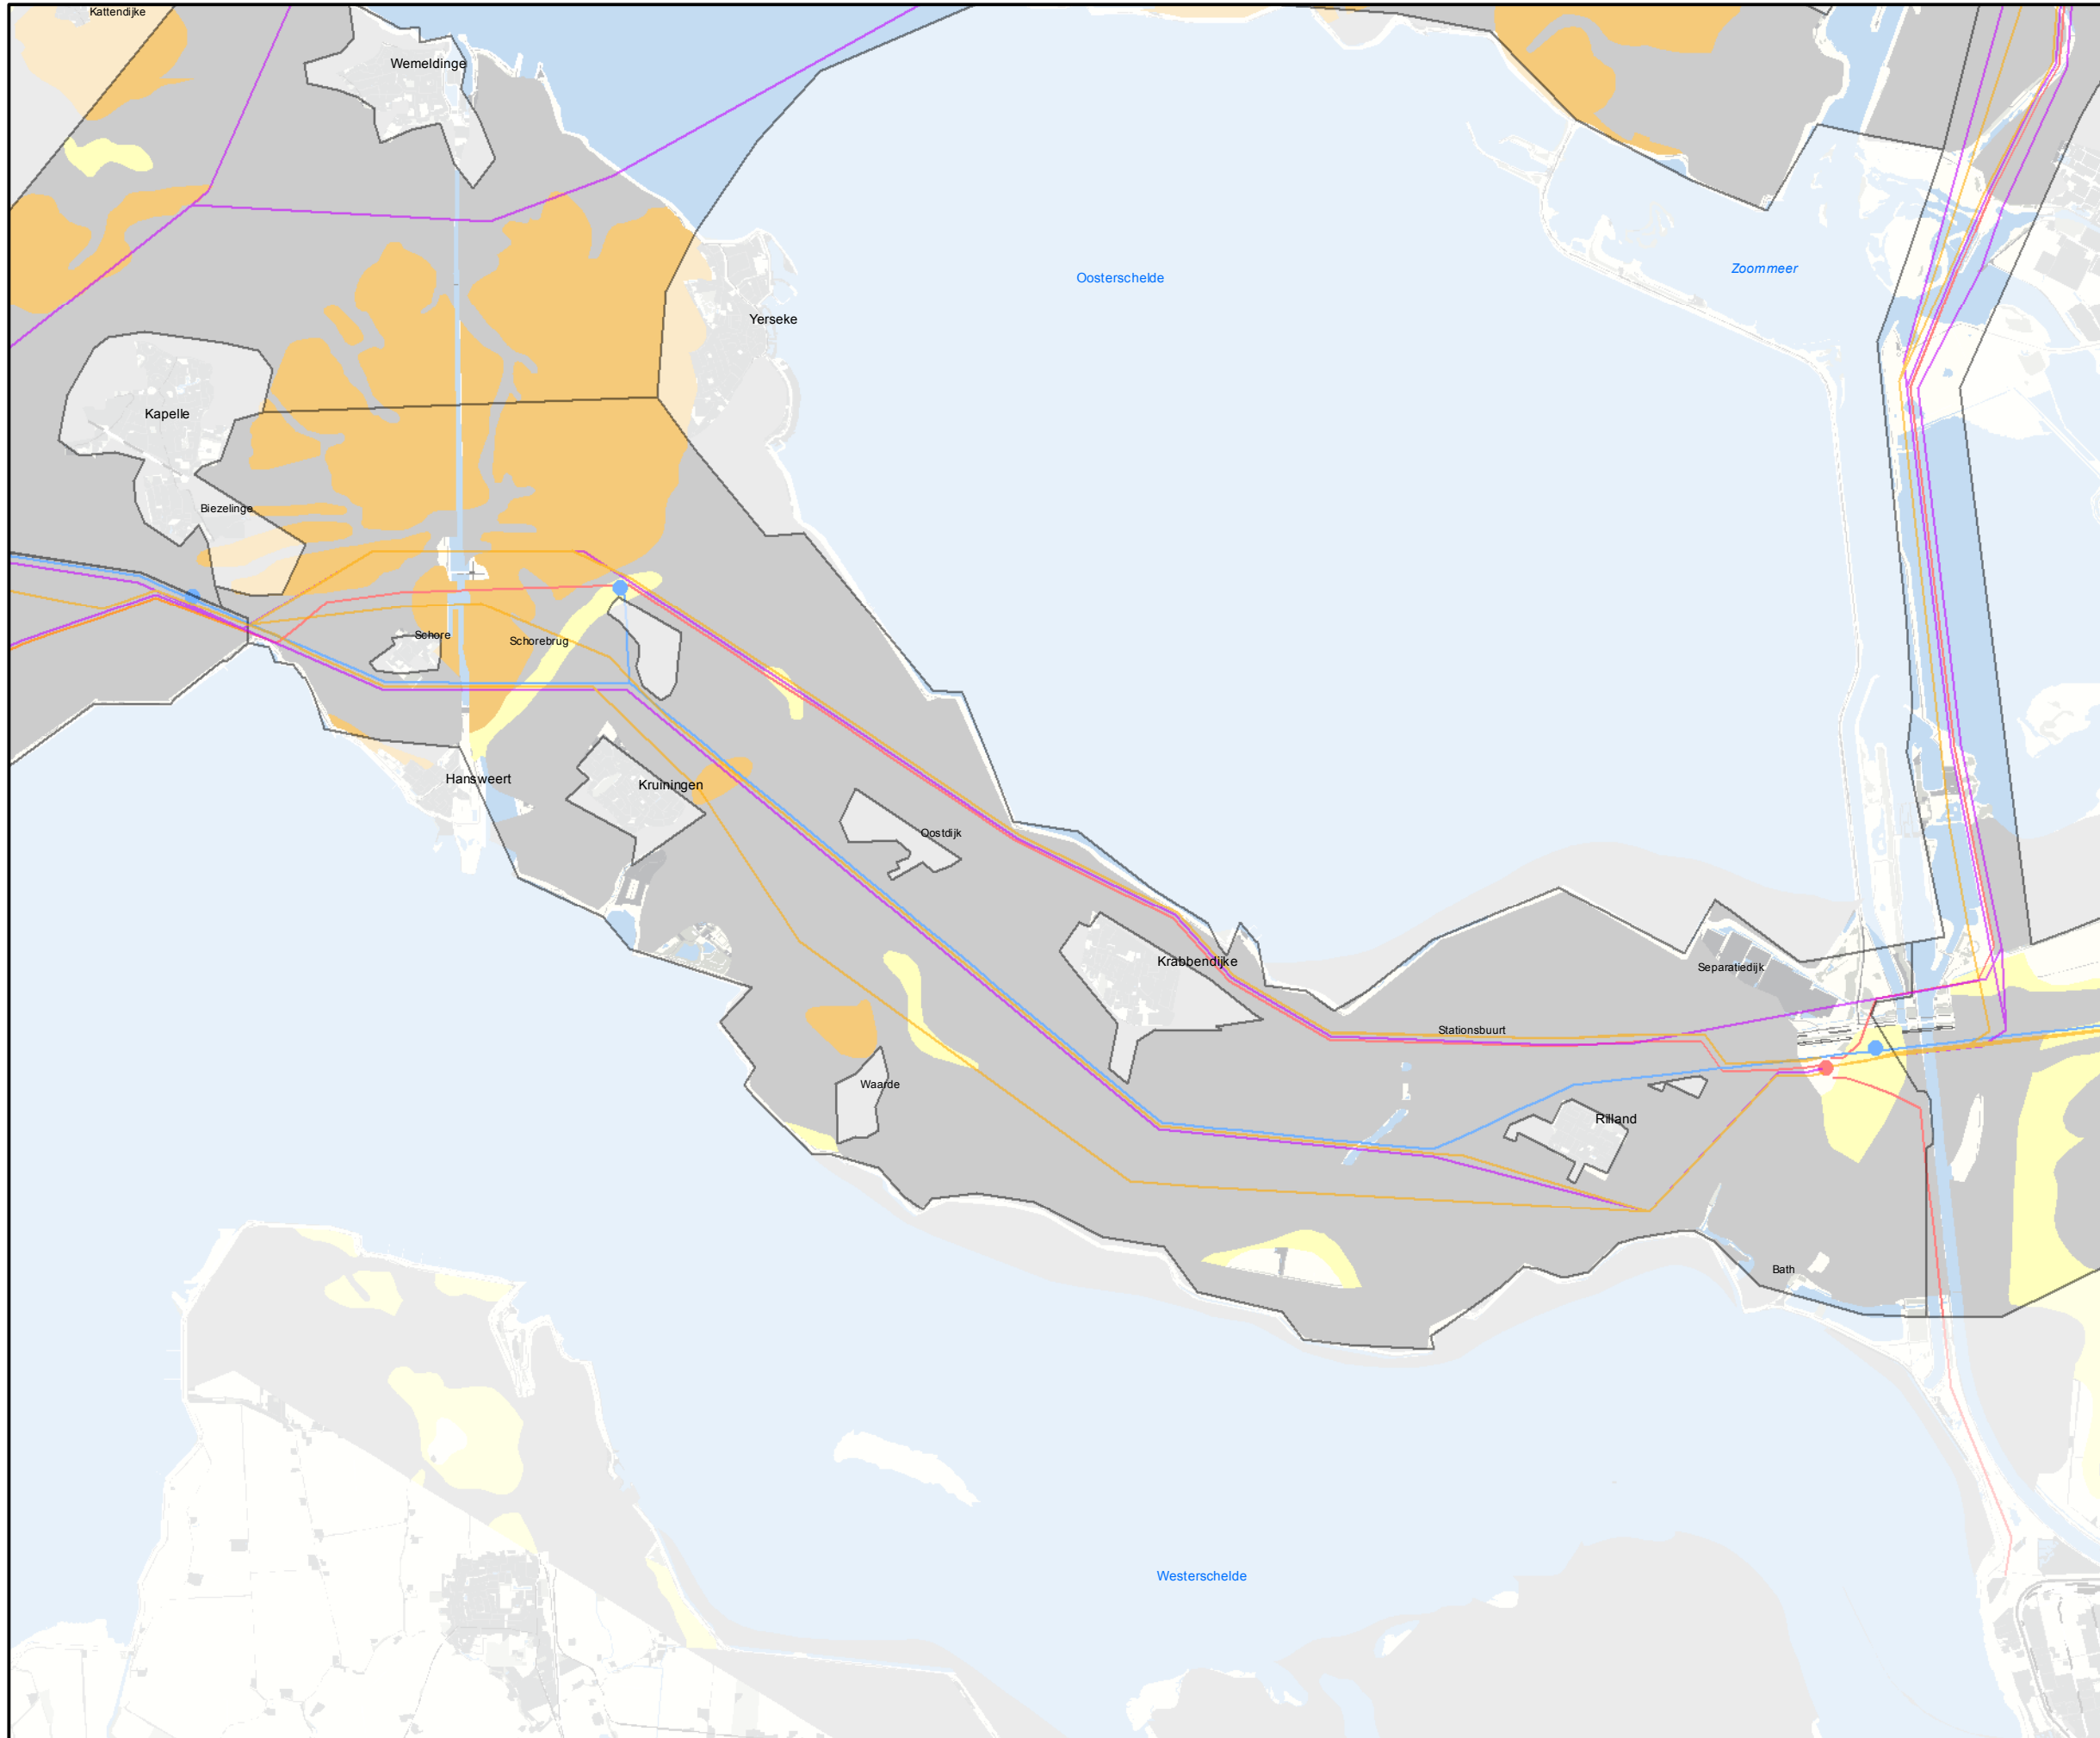 Kattendijke
Wemeldinge
Zoommeer
Oosterschelde
Yerseke
Kapelle
Biezelinge
Schore
Schorebrug
Hansweert
Kruiningen
Oostdijk
Krabbendijke
Separatiedijk
Stationsbuurt
Waarde
Rilland
Bath
Westerschelde